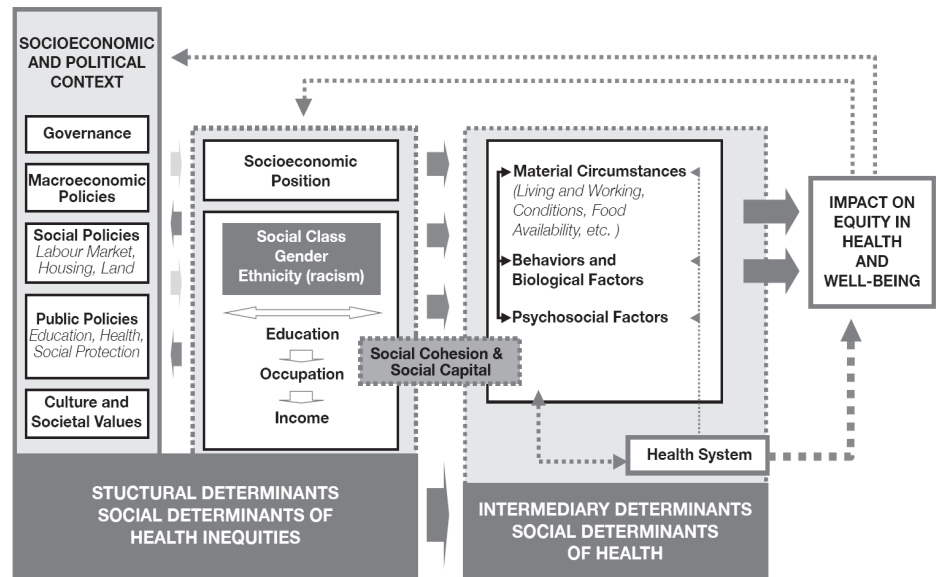 SOCIOECONOMIC
AND POLITICAL
CONTEXT
Governance
Macroeconomic
Policies
Social Policies
Labour Market,
Housing, Land
Public Policies
Education, Health,
Social Protection
Culture and
Societal Values
Socioeconomic
Position
Social Class
Gender
Ethnicity (racism)
Education
Occupation
Income
Social Cohesion &
Social Capital
Material Circumstances
(Living and Working,
Conditions, Food
Availability, etc. )
Behaviors and
Biological Factors
Psychosocial Factors
Health System
IMPACT ON
EQUITY IN
HEALTH
AND
WELL-BEING
STUCTURAL DETERMINANTS
SOCIAL DETERMINANTS OF
HEALTH INEQUITIES
INTERMEDIARY DETERMINANTS
SOCIAL DETERMINANTS
OF HEALTH